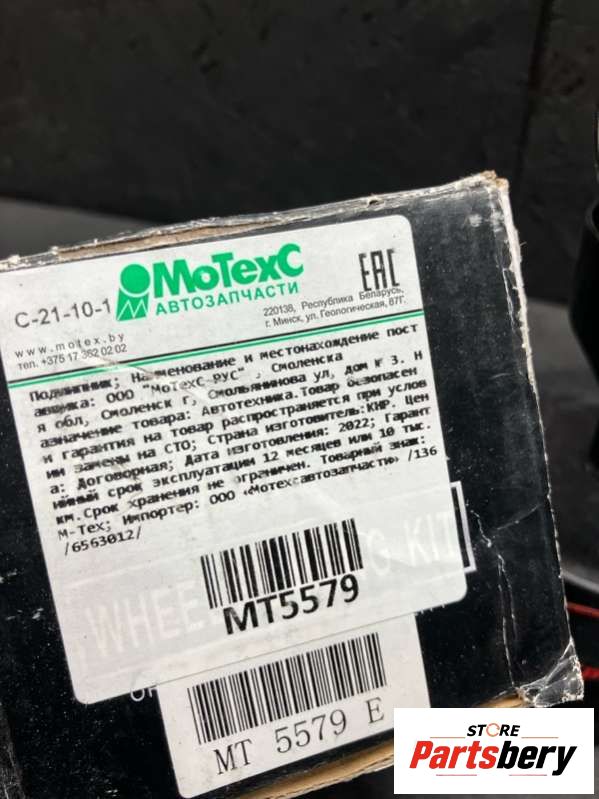 МоТехС
АВТОЗАПЧАСТИ
EAC
С-21-10-1
220138, Республика Беларусь,
г. Минск, ул. Геологическая, 87Г.
www.motex.by
тел. +375 17 362 02 02
Подшипник; Наименование и местонахождение пост
авщика: ООО "МоТехС-РУС" , Смоленска
я обл, Смоленск г, Смольянинова ул, дом № 3. Н
азначение товара: Автотехника.Товар безопасен
и гарантия на товар распространяется при услов
ии замены на СТО; Страна изготовитель:КНР. Цен
а: Договорная; Дата изготовления: 2022; Гарант
ийный срок эксплуатации 12 месяцев или 10 тыс.
км.Срок хранения не ограничен. Товарный знак:
M-Tex; Импортер: ООО «Мотехсавтозапчасти» /136
/6563012/
WHEE G KIT
MT5579
MT 5579 E
STORE
Partsbery